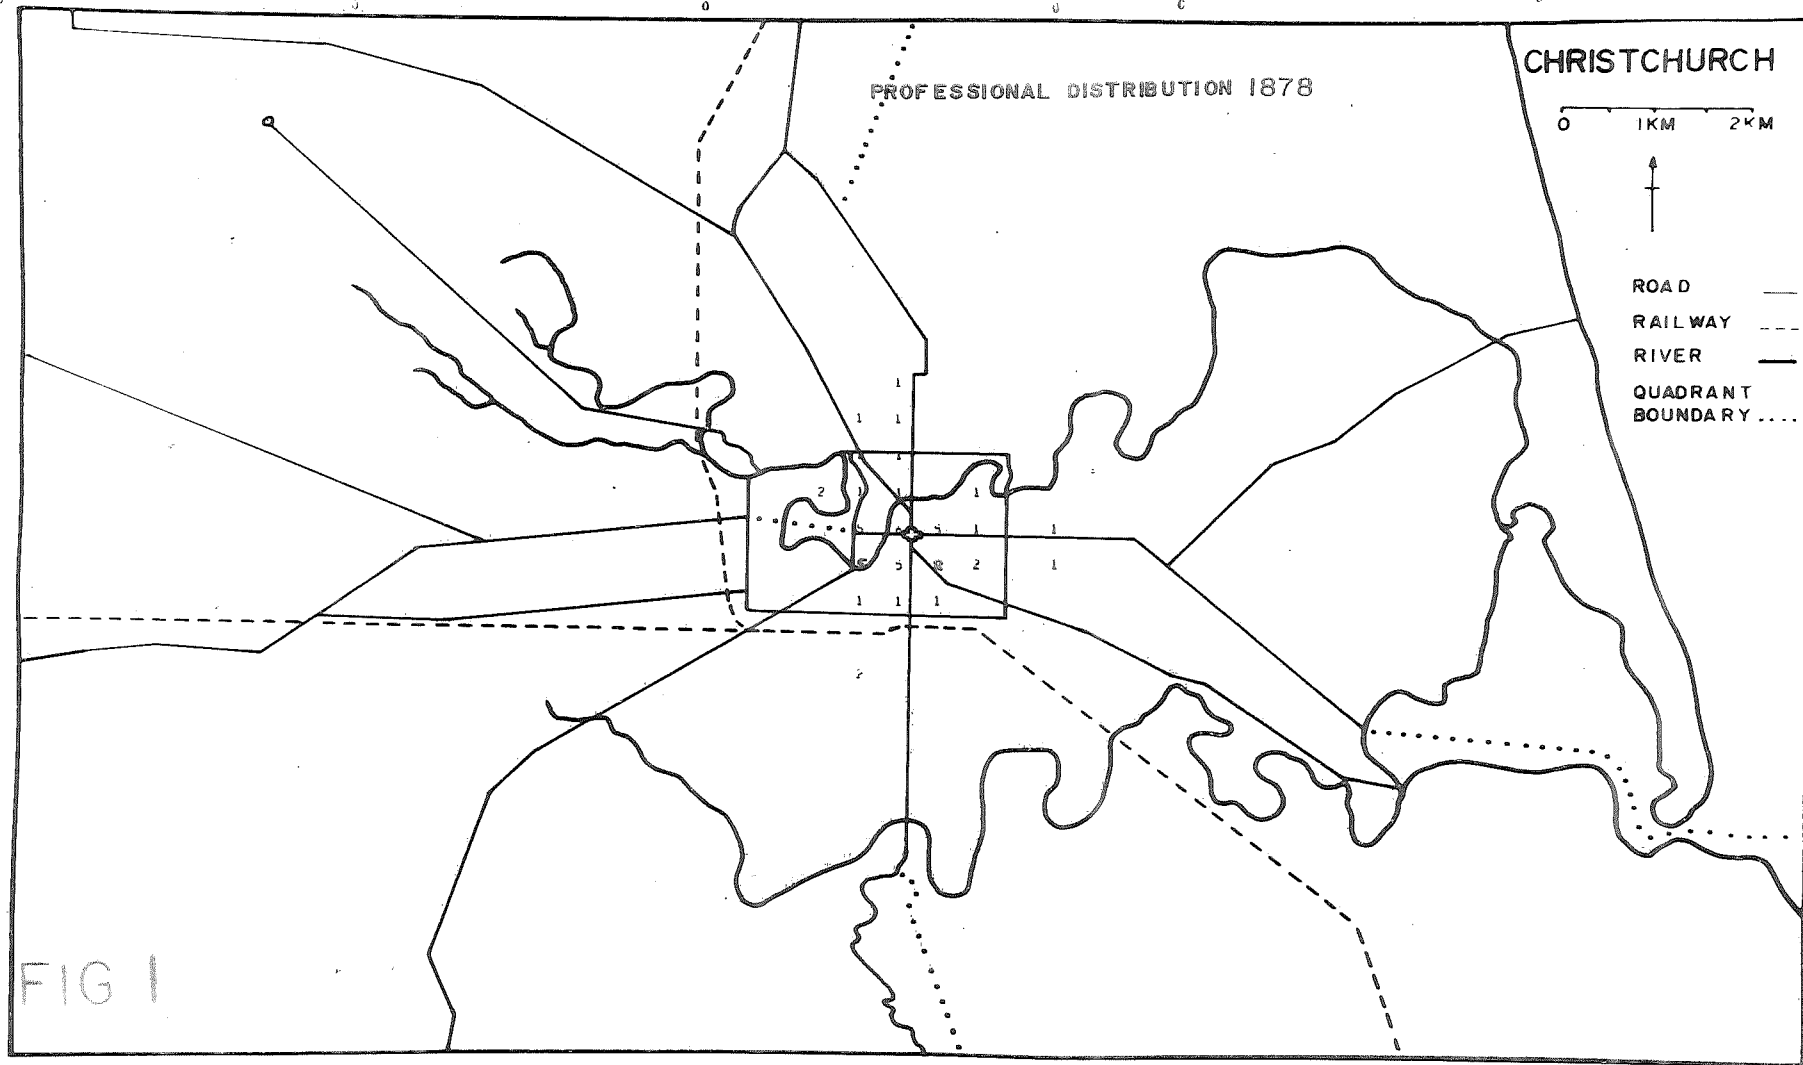 CHRISTCHURCH
PROFESSIONAL DISTRIBUTION 1878
0 1KM 2KM
ROAD
RAILWAY
RIVER
QUADRANT
BOUNDARY
1
1 1
1
2 1 1 1
5 1 1
5 2 1
1 1 1
2
FIG 1